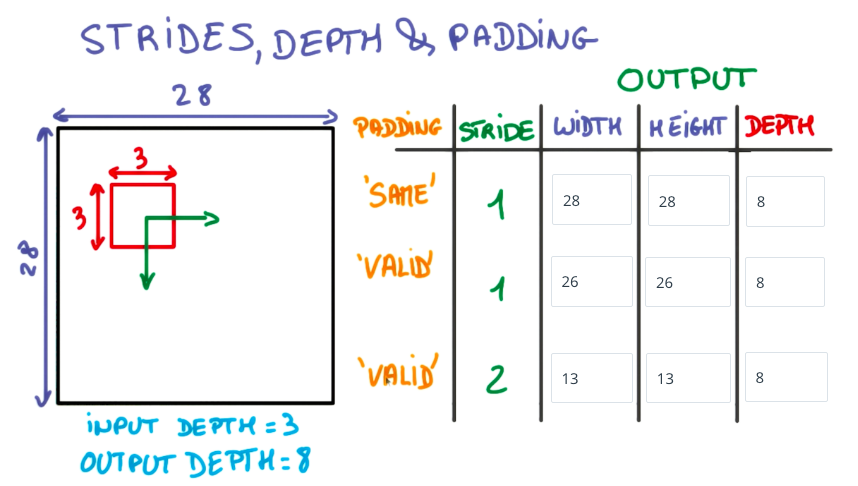 STRIDES, DEPTH & PADDING
OUTPUT
28
PADDING STRIDE WIDTH HEIGHT DEPTH
3
3
28
'SAME' 1 28 28 8
'VALID' 1 26 26 8
'VALID' 2 13 13 8
INPUT DEPTH = 3
OUTPUT DEPTH = 8